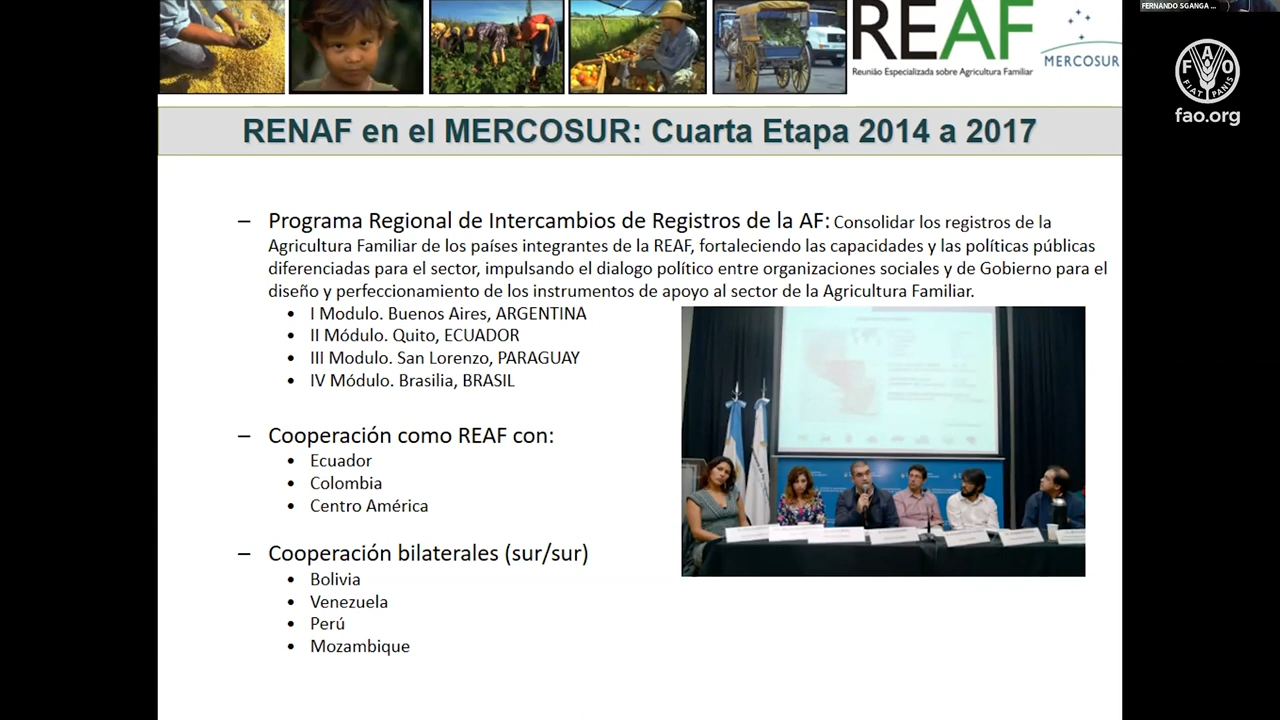 FERNANDO SGANGA ...
REAF
Reunião Especializada sobre Agricultura Familiar
MERCOSUR
FAO
FIAT PANIS
fao.org
RENAF en el MERCOSUR: Cuarta Etapa 2014 a 2017
– Programa Regional de Intercambios de Registros de la AF: Consolidar los registros de la
Agricultura Familiar de los países integrantes de la REAF, fortaleciendo las capacidades y las políticas públicas
diferenciadas para el sector, impulsando el dialogo político entre organizaciones sociales y de Gobierno para el
diseño y perfeccionamiento de los instrumentos de apoyo al sector de la Agricultura Familiar.
• I Modulo. Buenos Aires, ARGENTINA
• II Módulo. Quito, ECUADOR
• III Modulo. San Lorenzo, PARAGUAY
• IV Módulo. Brasilia, BRASIL
– Cooperación como REAF con:
• Ecuador
• Colombia
• Centro América
– Cooperación bilaterales (sur/sur)
• Bolivia
• Venezuela
• Perú
• Mozambique